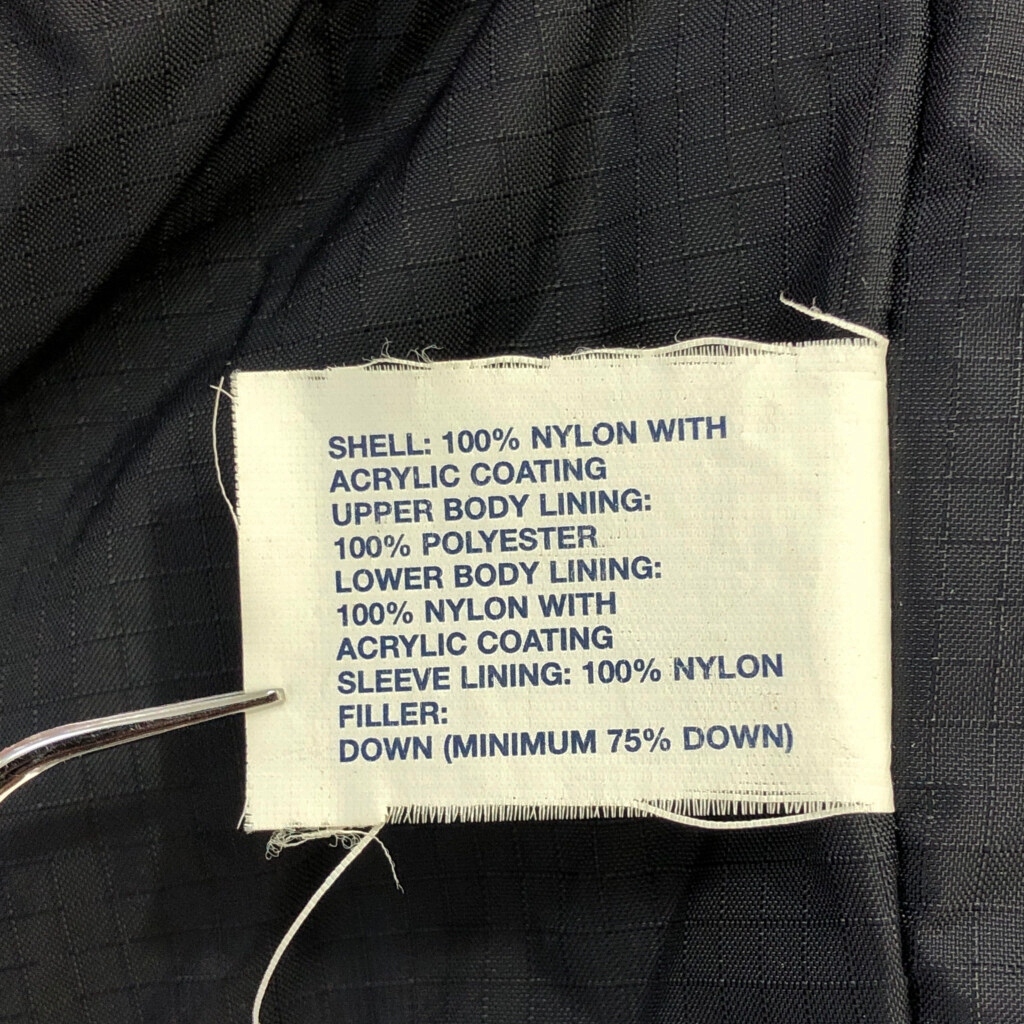 SHELL: 100% NYLON WITH
ACRYLIC COATING
UPPER BODY LINING:
100% POLYESTER
LOWER BODY LINING:
100% NYLON WITH
ACRYLIC COATING
SLEEVE LINING: 100% NYLON
FILLER:
DOWN (MINIMUM 75% DOWN)